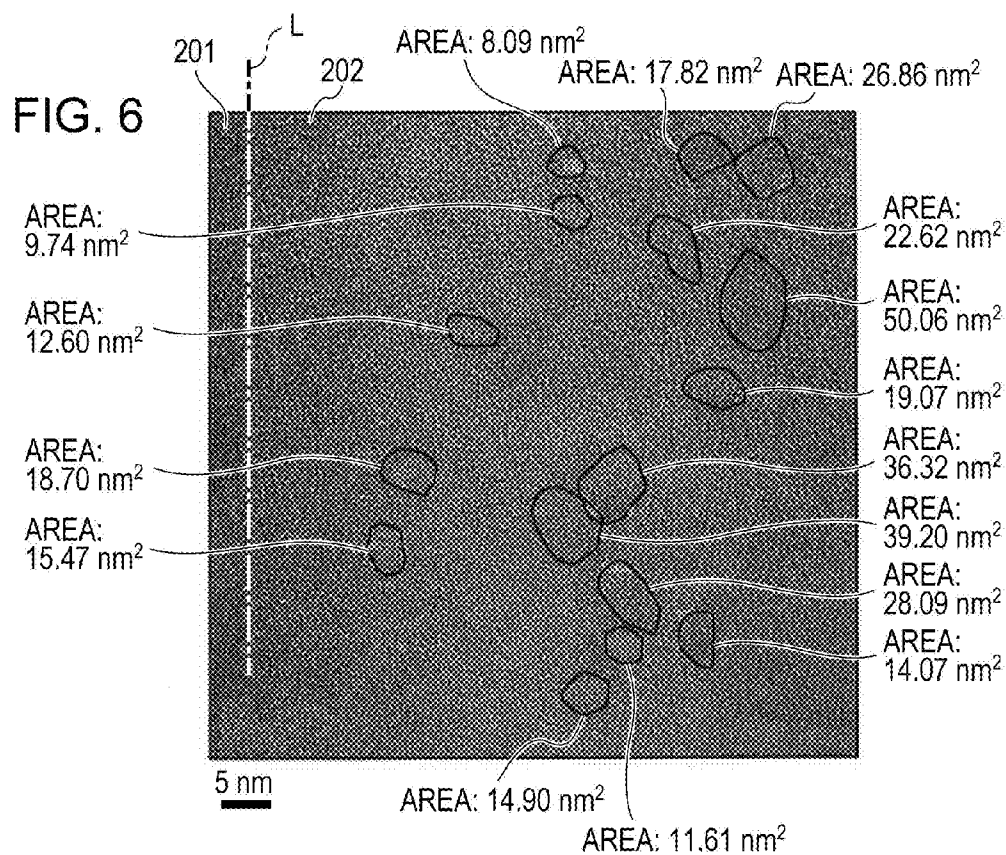 L
201
202
AREA: 8.09 nm²
AREA: 17.82 nm²
AREA: 26.86 nm²
FIG. 6
AREA:
9.74 nm²
AREA:
22.62 nm²
AREA:
50.06 nm²
AREA:
12.60 nm²
AREA:
19.07 nm²
AREA:
18.70 nm²
AREA:
36.32 nm²
AREA:
15.47 nm²
AREA:
39.20 nm²
AREA:
28.09 nm²
AREA:
14.07 nm²
5 nm
AREA: 14.90 nm²
AREA: 11.61 nm²